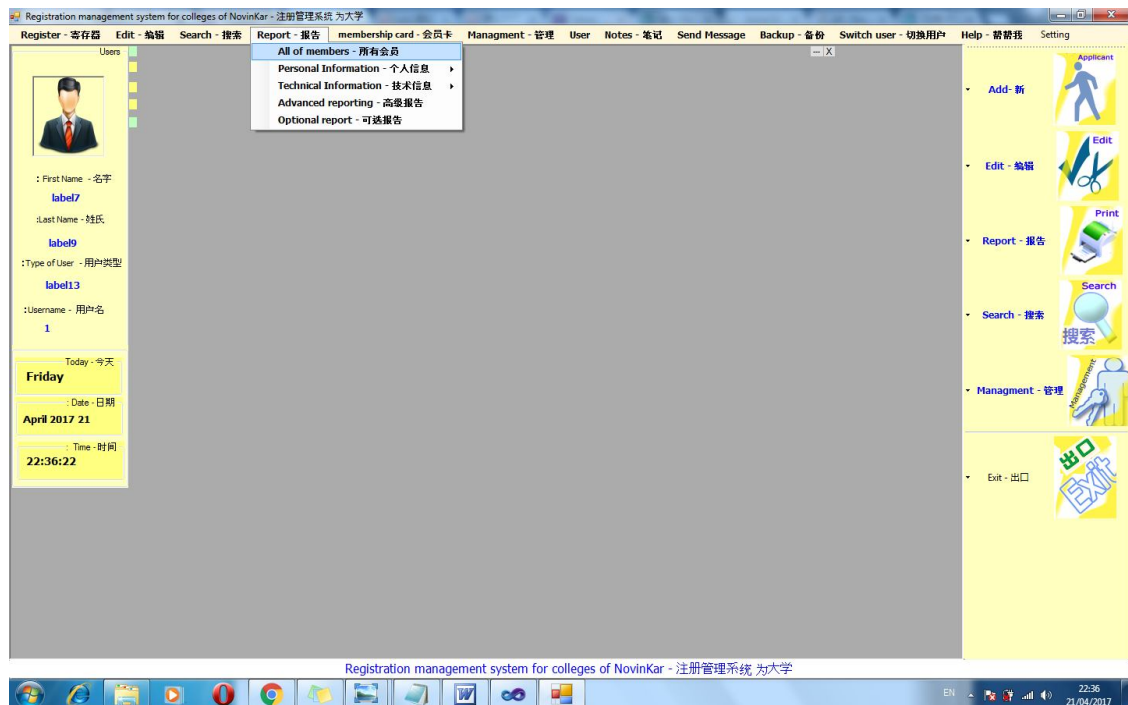 Registration management system for colleges of NovinKar - 注册管理系统 为大学
Register - 寄存器 Edit - 编辑 Search - 搜索 Report - 报告 membership card - 会员卡 Managment - 管理 User Notes - 笔记 Send Message Backup - 备份 Switch user - 切换用户 Help - 帮帮我 Setting
All of members - 所有会员
Personal Information - 个人信息
Technical Information - 技术信息
Advanced reporting - 高级报告
Optional report - 可选报告
Users
: First Name - 名字
label7
:Last Name - 姓氏
label9
:Type of User - 用户类型
label13
:Username - 用户名
1
Today - 今天
Friday
: Date - 日期
April 2017 21
: Time - 时间
22:36:22
Applicant
Add- 新
Edit
Edit - 编辑
Print
Report - 报告
Search
Search - 搜索
搜索
Management
Managment - 管理
出口
Exit
Exit - 出口
Registration management system for colleges of NovinKar - 注册管理系统 为大学
EN
22:36
21/04/2017